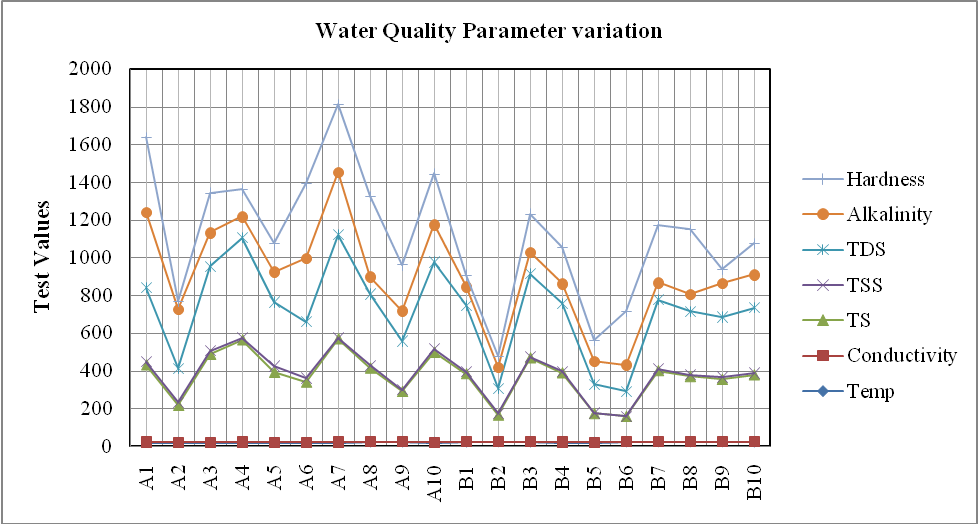 Water Quality Parameter variation
2000
1800
1600
1400
1200
1000
800
600
400
200
0
Test Values
A1
A2
A3
A4
A5
A6
A7
A8
A9
A10
B1
B2
B3
B4
B5
B6
B7
B8
B9
B10
Hardness
Alkalinity
TDS
TSS
TS
Conductivity
Temp